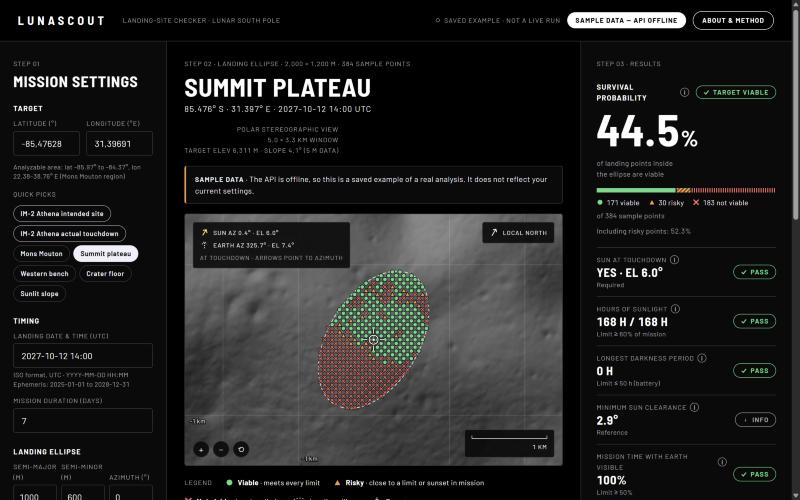 LUNASCOUT
LANDING-SITE CHECKER · LUNAR SOUTH POLE
SAVED EXAMPLE · NOT A LIVE RUN
SAMPLE DATA — API OFFLINE
ABOUT & METHOD
STEP 01
MISSION SETTINGS
TARGET
LATITUDE (°)
LONGITUDE (°E)
-85,47628
31,39691
Analyzable area: lat -85.97° to -84.37°, lon
22.38–38.76° E (Mons Mouton region)
QUICK PICKS
IM-2 Athena intended site
IM-2 Athena actual touchdown
Mons Mouton
Summit plateau
Western bench
Crater floor
Sunlit slope
TIMING
LANDING DATE & TIME (UTC)
2027-10-12 14:00
ISO format, UTC · YYYY-MM-DD HH:MM
Ephemeris: 2025-01-01 to 2028-12-31
MISSION DURATION (DAYS)
7
LANDING ELLIPSE
SEMI-MAJOR
(M)
SEMI-MINOR
(M)
AZIMUTH (°)
1000
600
0
STEP 02 · LANDING ELLIPSE · 2,000 × 1,200 M · 384 SAMPLE POINTS
SUMMIT PLATEAU
85.476° S · 31.397° E · 2027-10-12 14:00 UTC
POLAR STEREOGRAPHIC VIEW
5.0 × 3.3 KM WINDOW
TARGET ELEV 6,311 M · SLOPE 4.1° (5 M DATA)
SAMPLE DATA · The API is offline, so this is a saved example of a real analysis. It does not reflect your
current settings.
SUN AZ 0.4° · EL 6.0°
EARTH AZ 325.7° · EL 7.4°
AT TOUCHDOWN · ARROWS POINT TO AZIMUTH
LOCAL NORTH
-1 km
-1 km
1 KM
LEGEND
Viable · meets every limit
Risky · close to a limit or sunset in mission
STEP 03 · RESULTS
SURVIVAL
PROBABILITY
TARGET VIABLE
44.5%
of landing points inside
the ellipse are viable
171 viable
30 risky
183 not viable
of 384 sample points
Including risky points: 52.3%
SUN AT TOUCHDOWN
YES · EL 6.0°
Required
PASS
HOURS OF SUNLIGHT
168 H / 168 H
Limit ≥ 60% of mission
PASS
LONGEST DARKNESS PERIOD
0 H
Limit ≤ 50 h (battery)
PASS
MINIMUM SUN CLEARANCE
2.9°
Reference
INFO
MISSION TIME WITH EARTH
VISIBLE
100%
Limit ≥ 50%
PASS